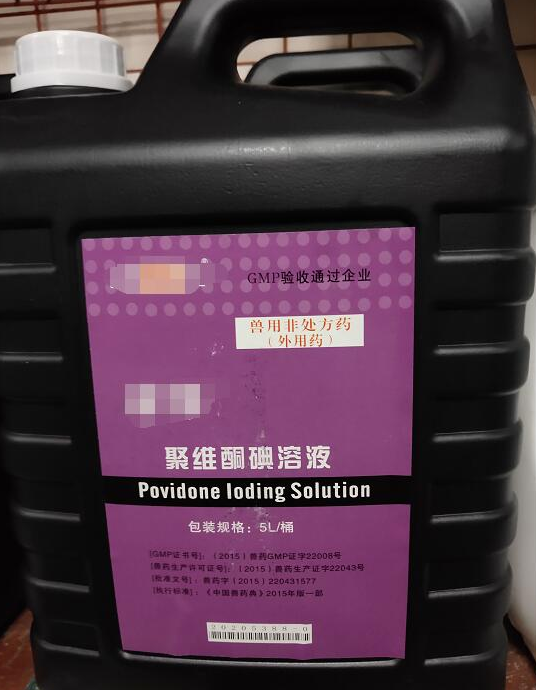 ®
GMP验收通过企业
兽用非处方药
（外用药）
聚维酮碘溶液
Povidone Ioding Solution
包装规格：5L/桶
[GMP证书号]：（2015）兽药GMP证字22008号
[兽药生产许可证号]：（2015）兽药生产证字22043号
[批准文号]：兽药字（2015）220431577
[执行标准]：《中国兽药典》2015年版一部
20205388-0